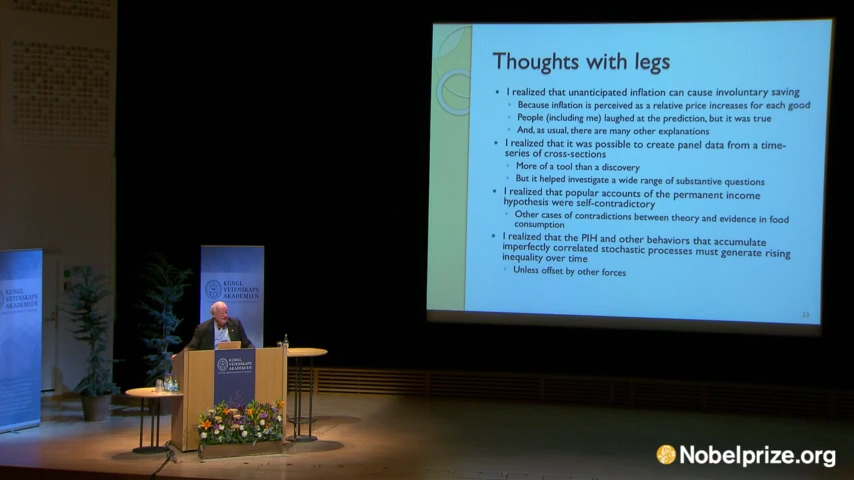 Thoughts with legs
• I realized that unanticipated inflation can cause involuntary saving
◦ Because inflation is perceived as a relative price increases for each good
◦ People (including me) laughed at the prediction, but it was true
◦ And, as usual, there are many other explanations
• I realized that it was possible to create panel data from a time-
series of cross-sections
◦ More of a tool than a discovery
◦ But it helped investigate a wide range of substantive questions
• I realized that popular accounts of the permanent income
hypothesis were self-contradictory
◦ Other cases of contradictions between theory and evidence in food
consumption
• I realized that the PIH and other behaviors that accumulate
imperfectly correlated stochastic processes must generate rising
inequality over time
◦ Unless offset by other forces
KUNGL.
VETENSKAPS
AKADEMIEN
KUNGL.
VETENSKAPS
AKADEMIEN
KUNGL.
VETENSKAPS
AKADEMIEN
Nobelprize.org